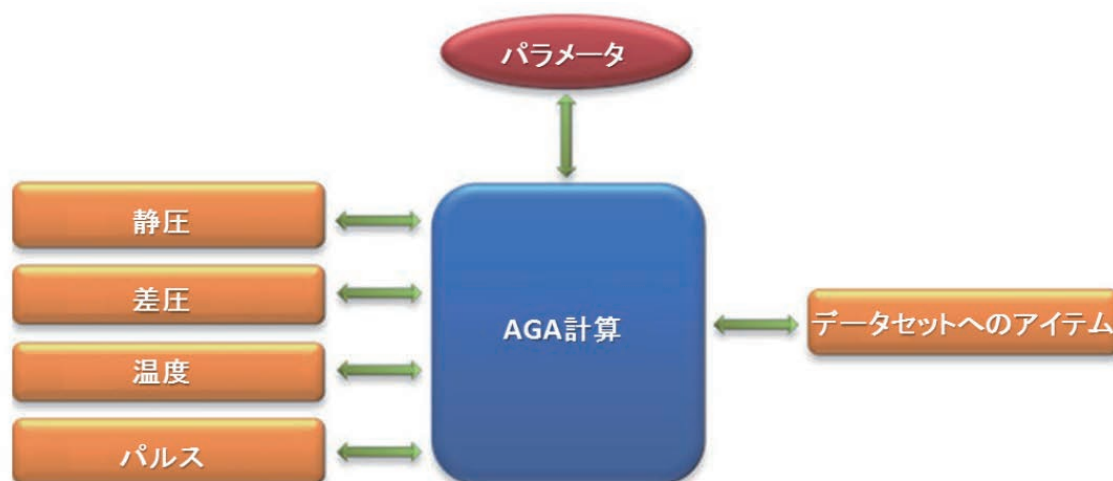 パラメータ
静圧
差圧
温度
パルス
AGA計算
データセットへのアイテム